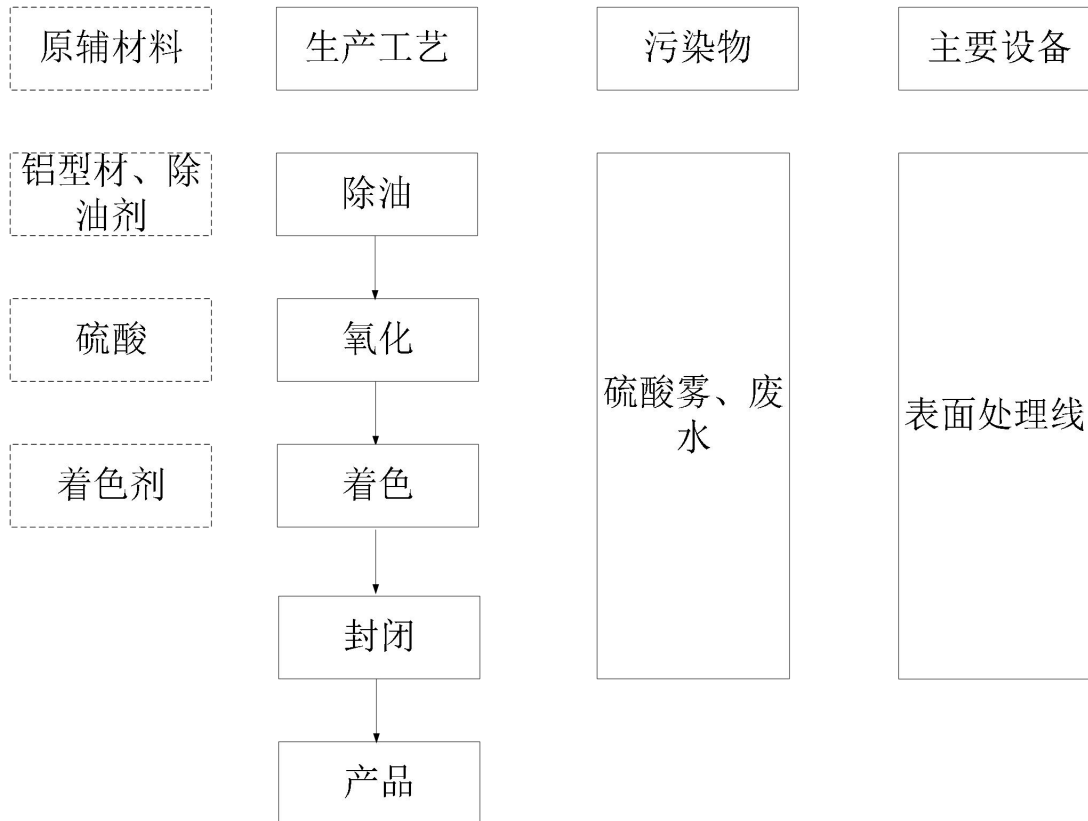 原辅材料
生产工艺
污染物
主要设备
铝型材、除
油剂
除油
硫酸
氧化
硫酸雾、废
水
表面处理线
着色剂
着色
封闭
产品